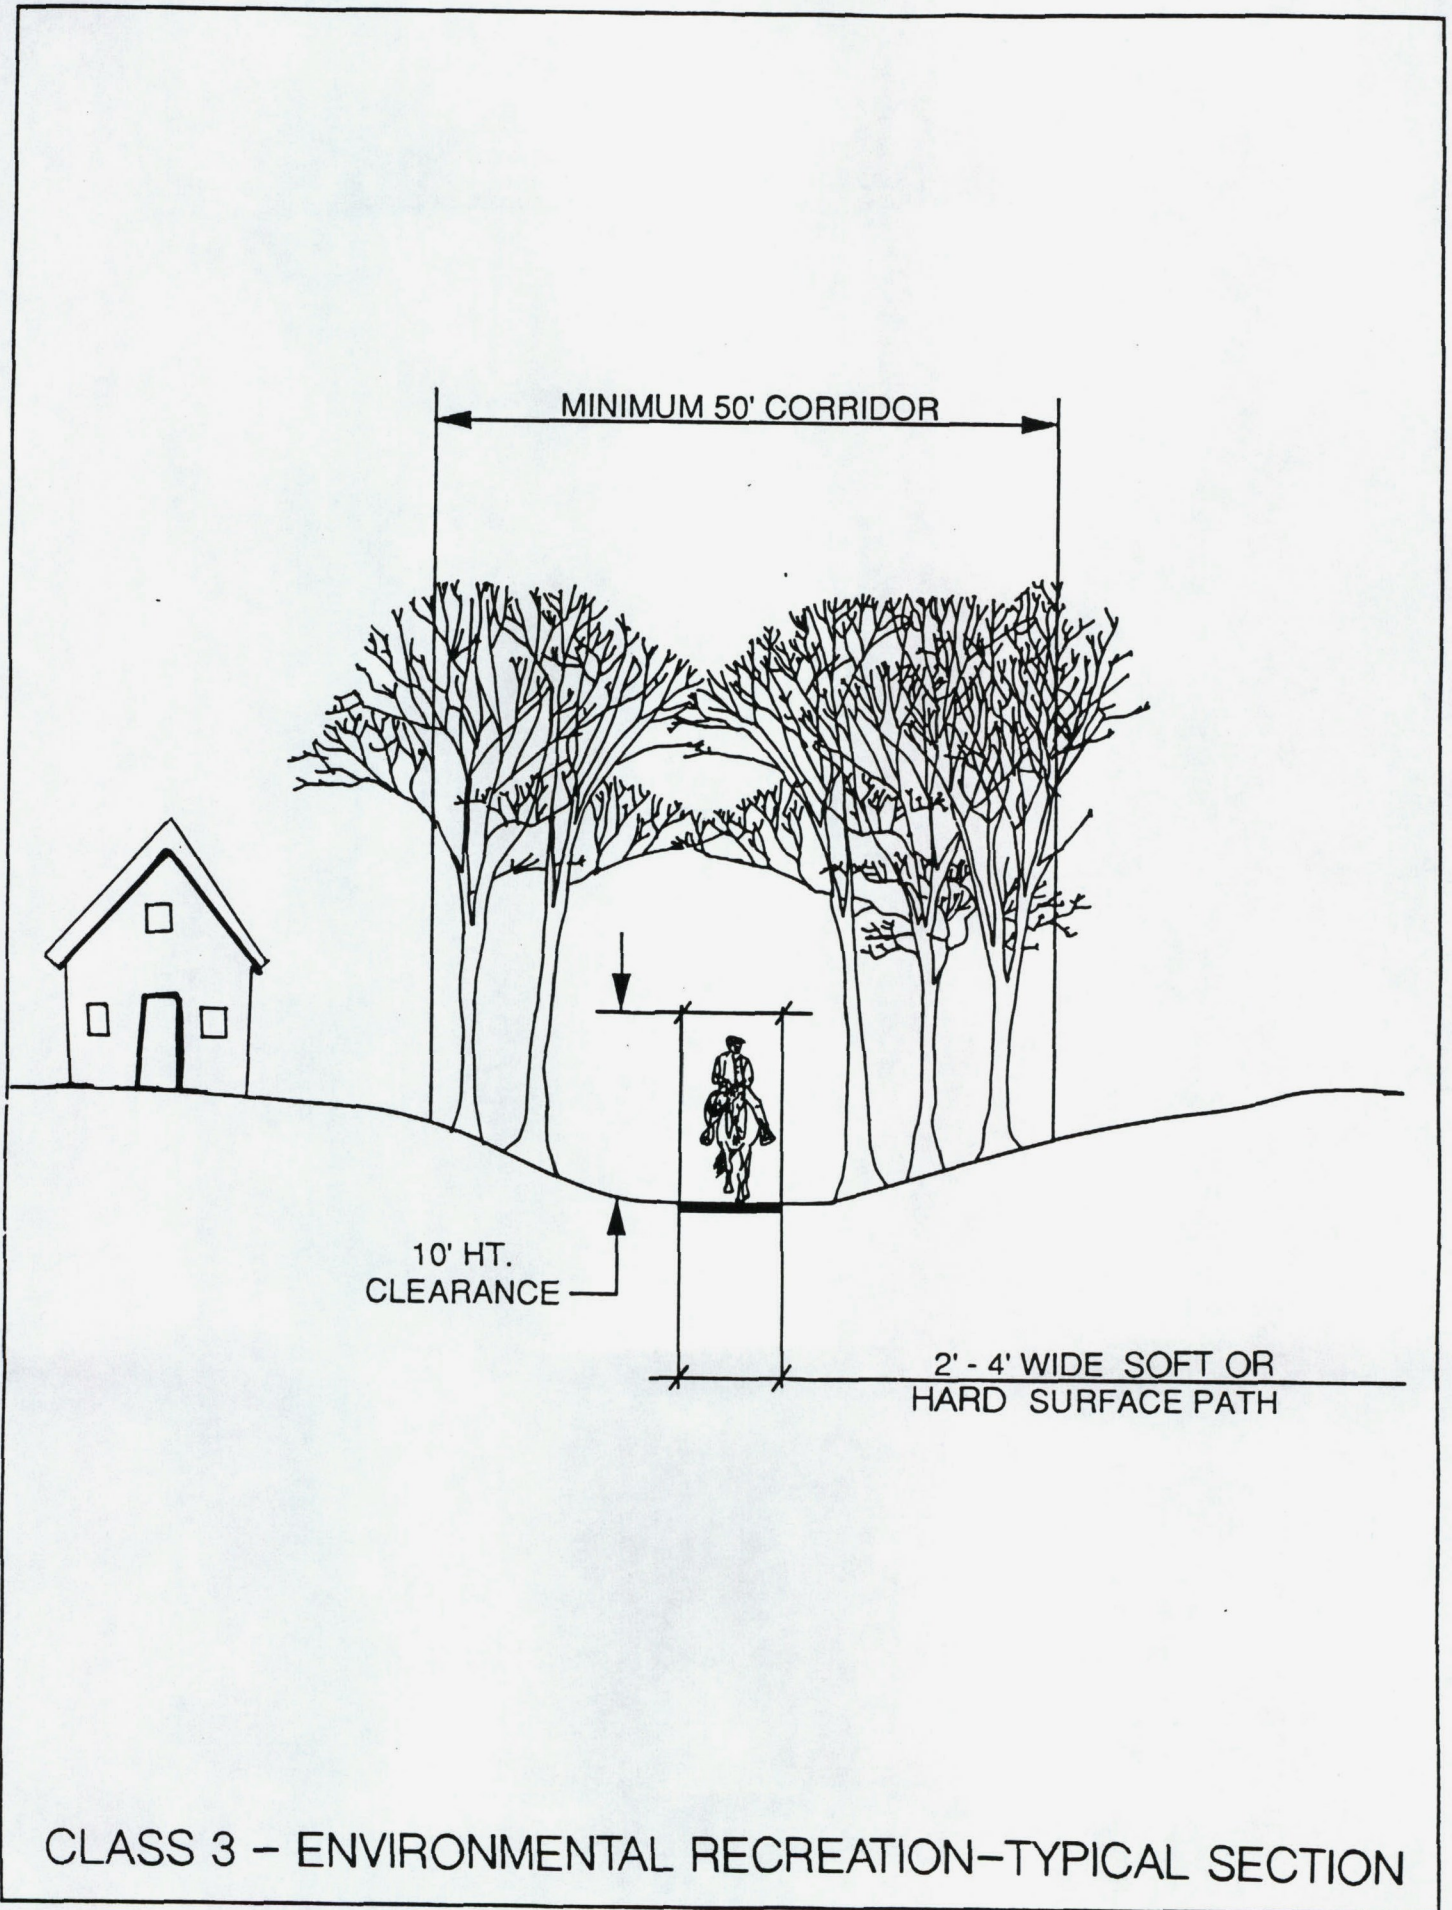 MINIMUM 50' CORRIDOR
10' HT.
CLEARANCE
2' - 4' WIDE SOFT OR
HARD SURFACE PATH
CLASS 3 – ENVIRONMENTAL RECREATION–TYPICAL SECTION